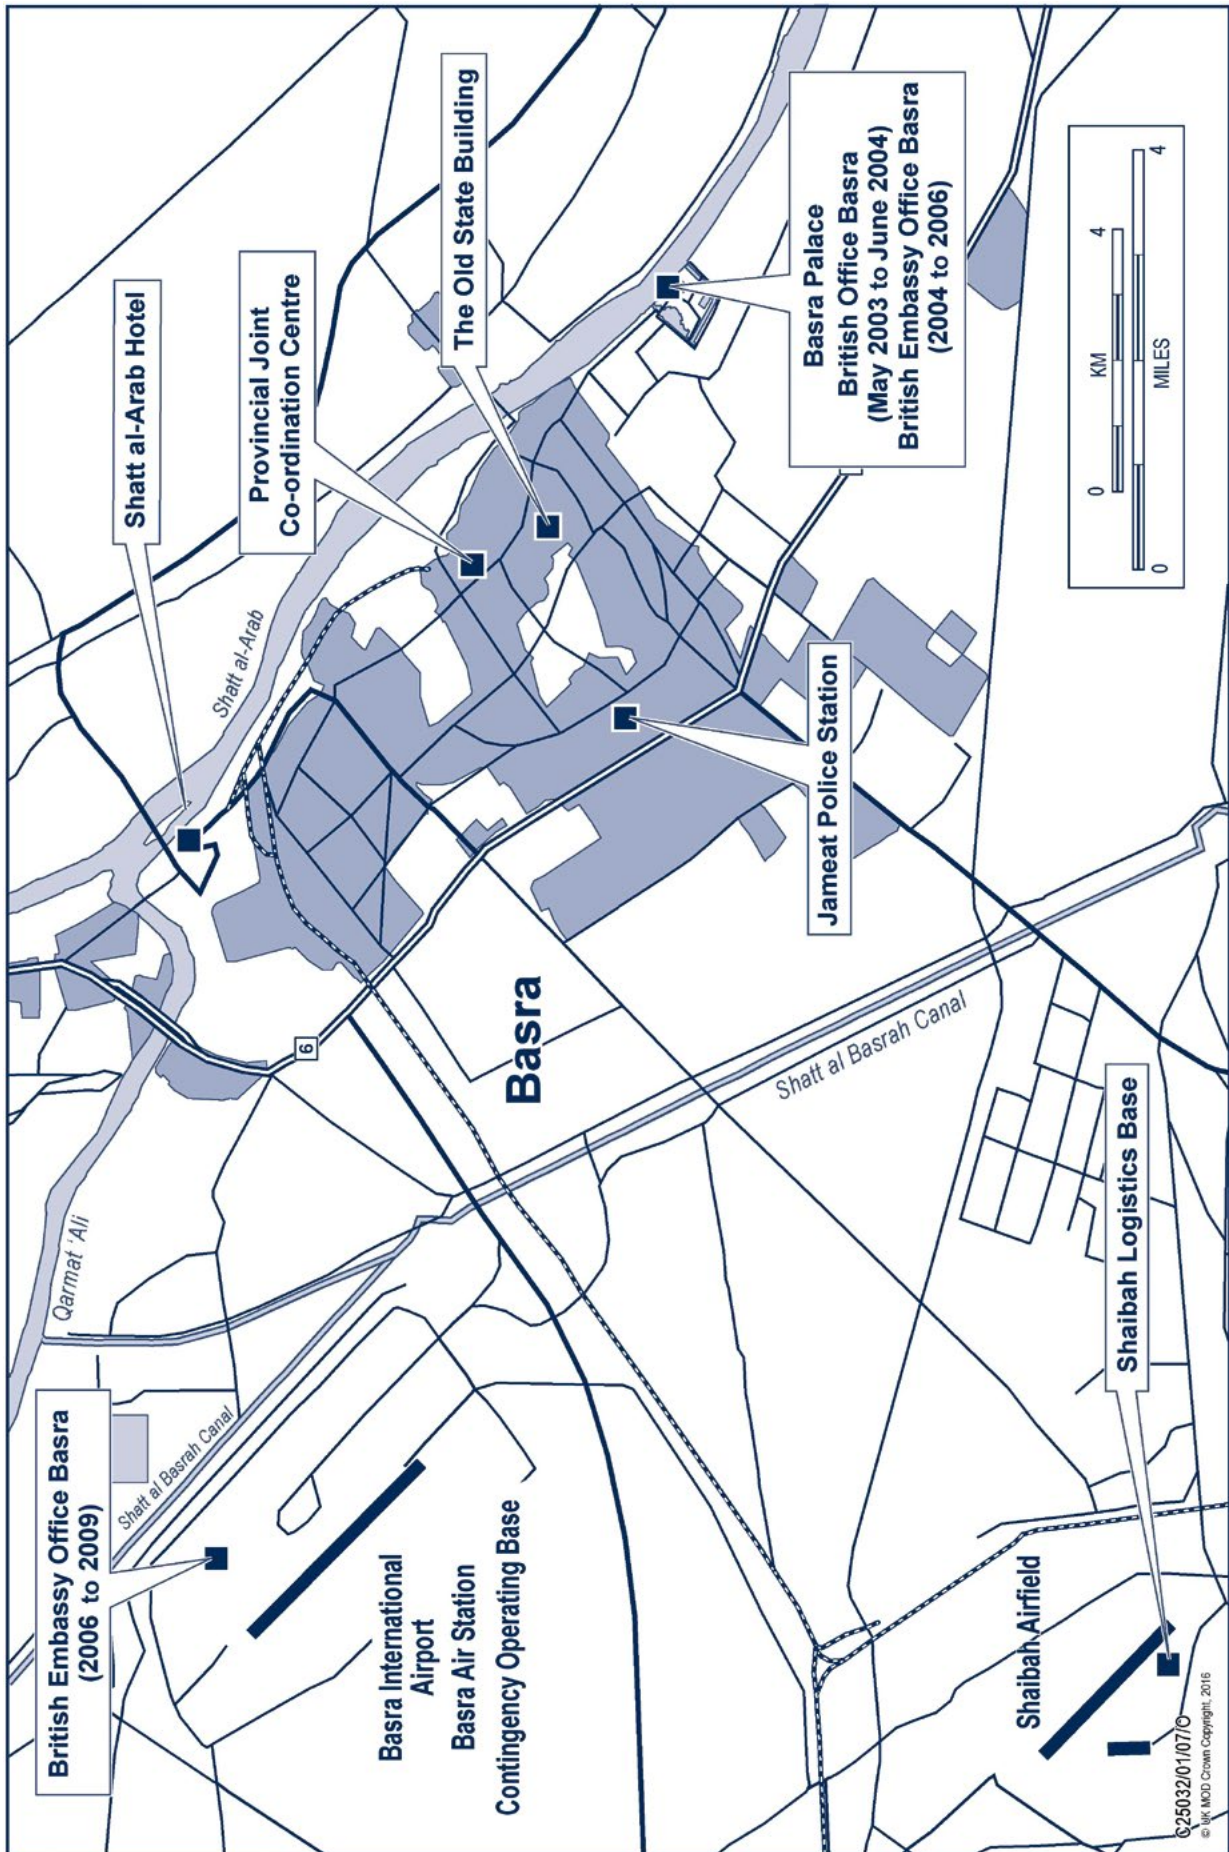 British Embassy Office Basra
(2006 to 2009)
Shatt al-Arab Hotel
Provincial Joint
Co-ordination Centre
The Old State Building
Qarmat 'Ali
Shatt al-Arab
Shatt al Basrah Canal
6
Basra International
Airport
Basra Air Station
Contingency Operating Base
Basra
Basra Palace
British Office Basra
(May 2003 to June 2004)
British Embassy Office Basra
(2004 to 2006)
Jameat Police Station
Shatt al Basrah Canal
Shaibah Airfield
Shaibah Logistics Base
0
KM
4
0
MILES
4
C25032/01/07/O
© UK MOD Crown Copyright, 2016